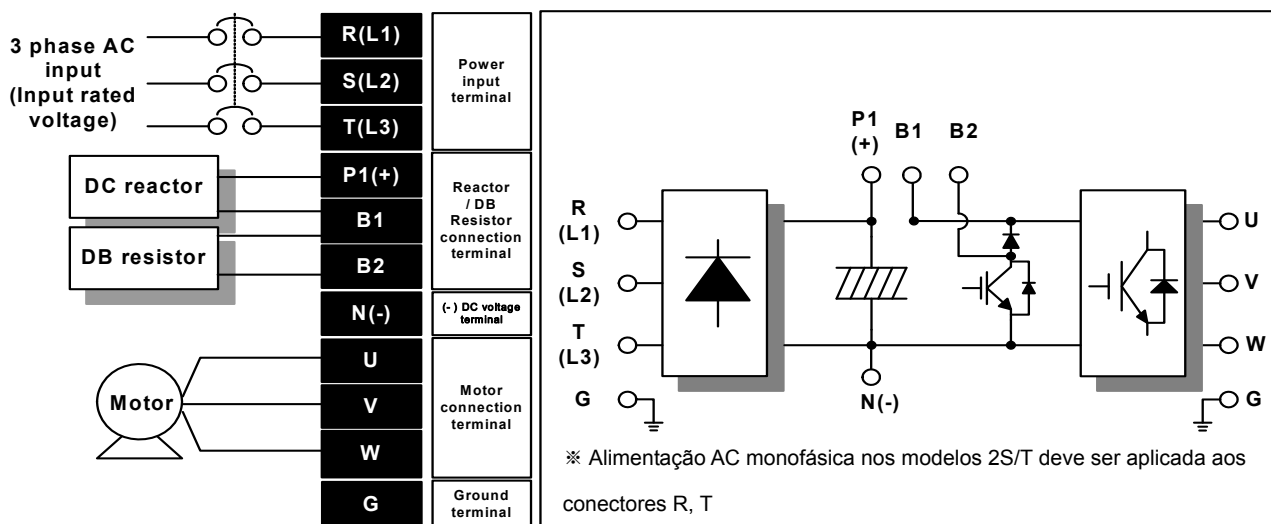 3 phase AC
input
(Input rated
voltage)
R(L1)
S(L2)
T(L3)
Power
input
terminal
DC reactor
DB resistor
P1(+)
B1
B2
Reactor
/ DB
Resistor
connection
terminal
N(-)
(-) DC voltage
terminal
Motor
U
V
W
Motor
connection
terminal
G
Ground
terminal
P1
(+)
B1
B2
R
(L1)
S
(L2)
T
(L3)
G
N(-)
U
V
W
G
※ Alimentação AC monofásica nos modelos 2S/T deve ser aplicada aos
conectores R, T